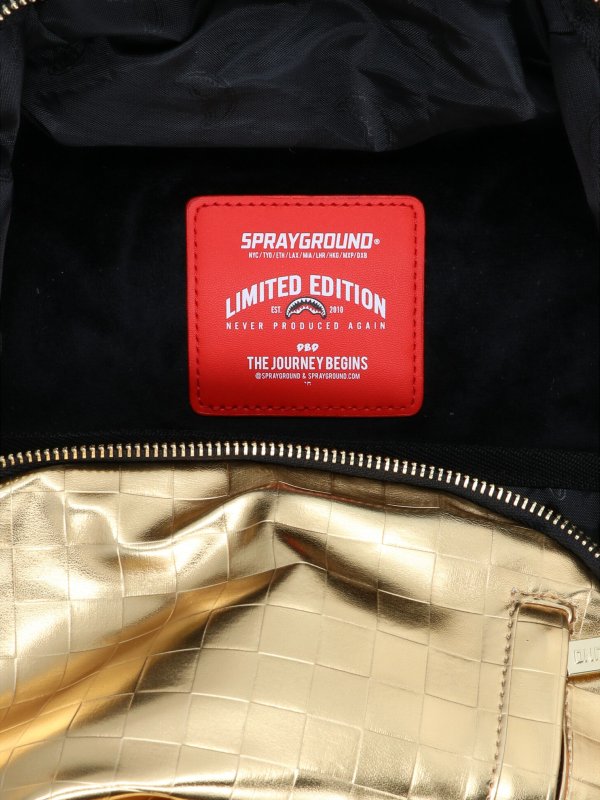 SPRAYGROUND®
NYC/TYO/ETH/LAX/MIA/LHR/HKG/MXP/DXB
LIMITED EDITION
EST. 2010
NEVER PRODUCED AGAIN
THE JOURNEY BEGINS
@SPRAYGROUND & SPRAYGROUND.COM